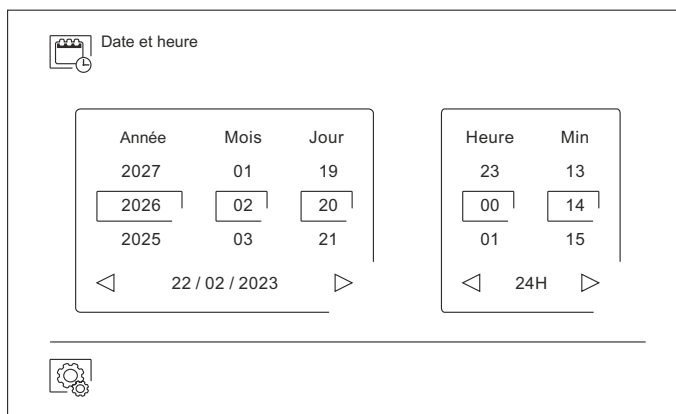 Date et heure
Année Mois Jour
2027 01 19
2026 02 20
2025 03 21
22 / 02 / 2023
Heure Min
23 13
00 14
01 15
24H